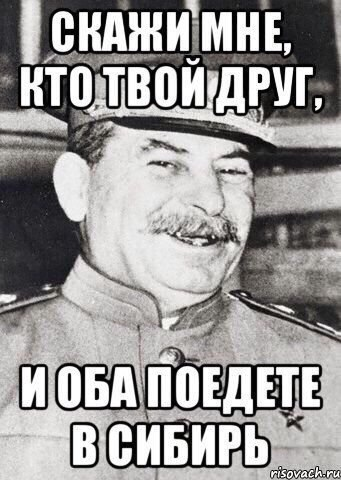 СКАЖИ МНЕ,
КТО ТВОЙ ДРУГ,
И ОБА ПОЕДЕТЕ
В СИБИРЬ
risovach.ru